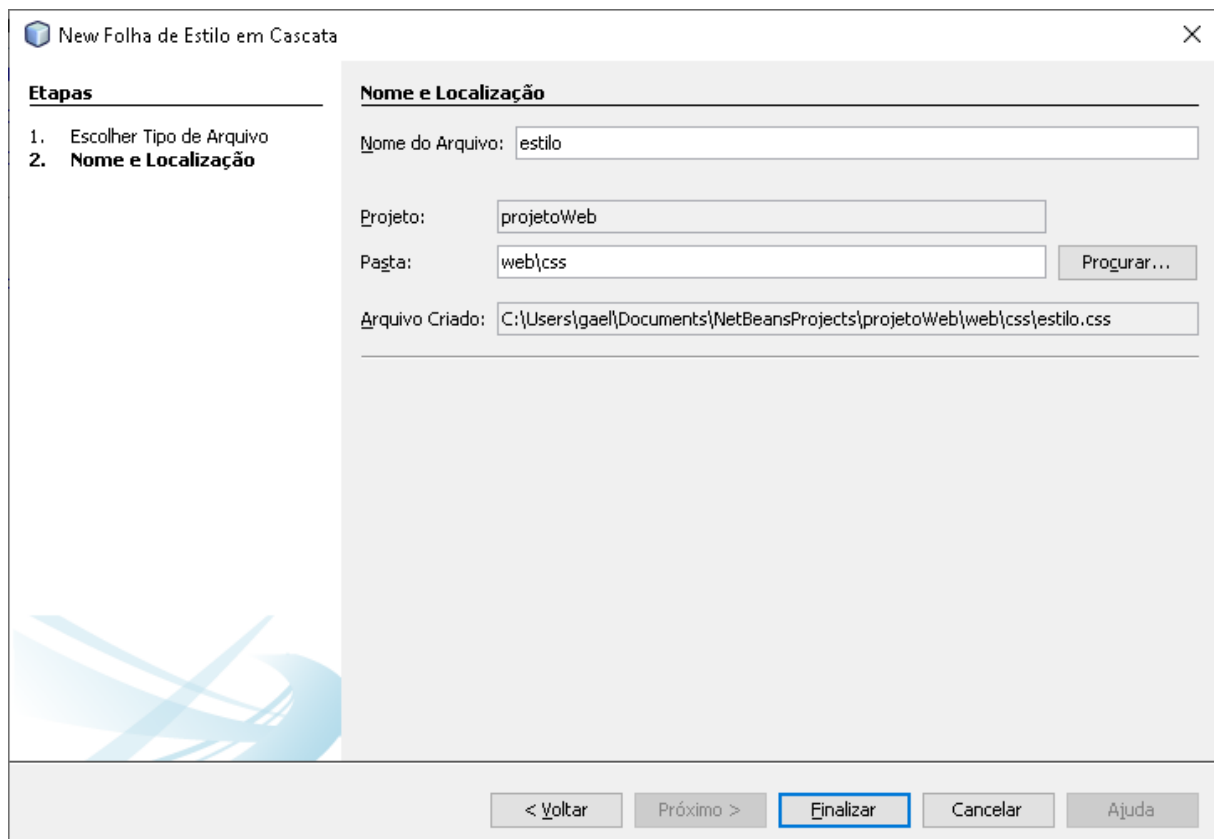 New Folha de Estilo em Cascata
Etapas
1. Escolher Tipo de Arquivo
2. Nome e Localização
Nome e Localização
Nome do Arquivo: estilo
Projeto: projetoWeb
Pasta: web\css Procurar...
Arquivo Criado: C:\Users\gael\Documents\NetBeansProjects\projetoWeb\web\css\estilo.css
< Voltar Próximo > Finalizar Cancelar Ajuda